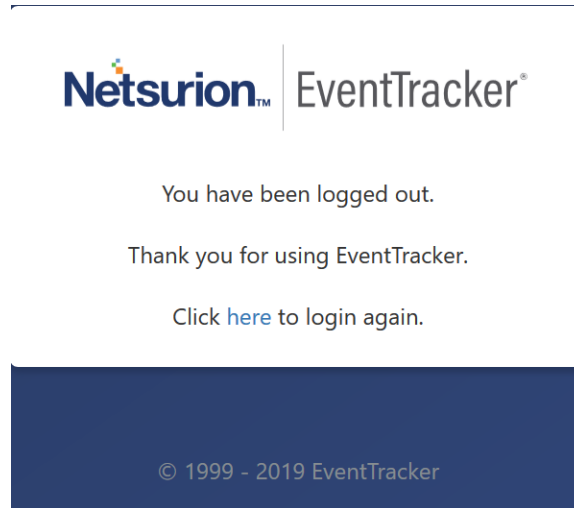 Netsurion™ EventTracker®
You have been logged out.
Thank you for using EventTracker.
Click here to login again.
© 1999 - 2019 EventTracker